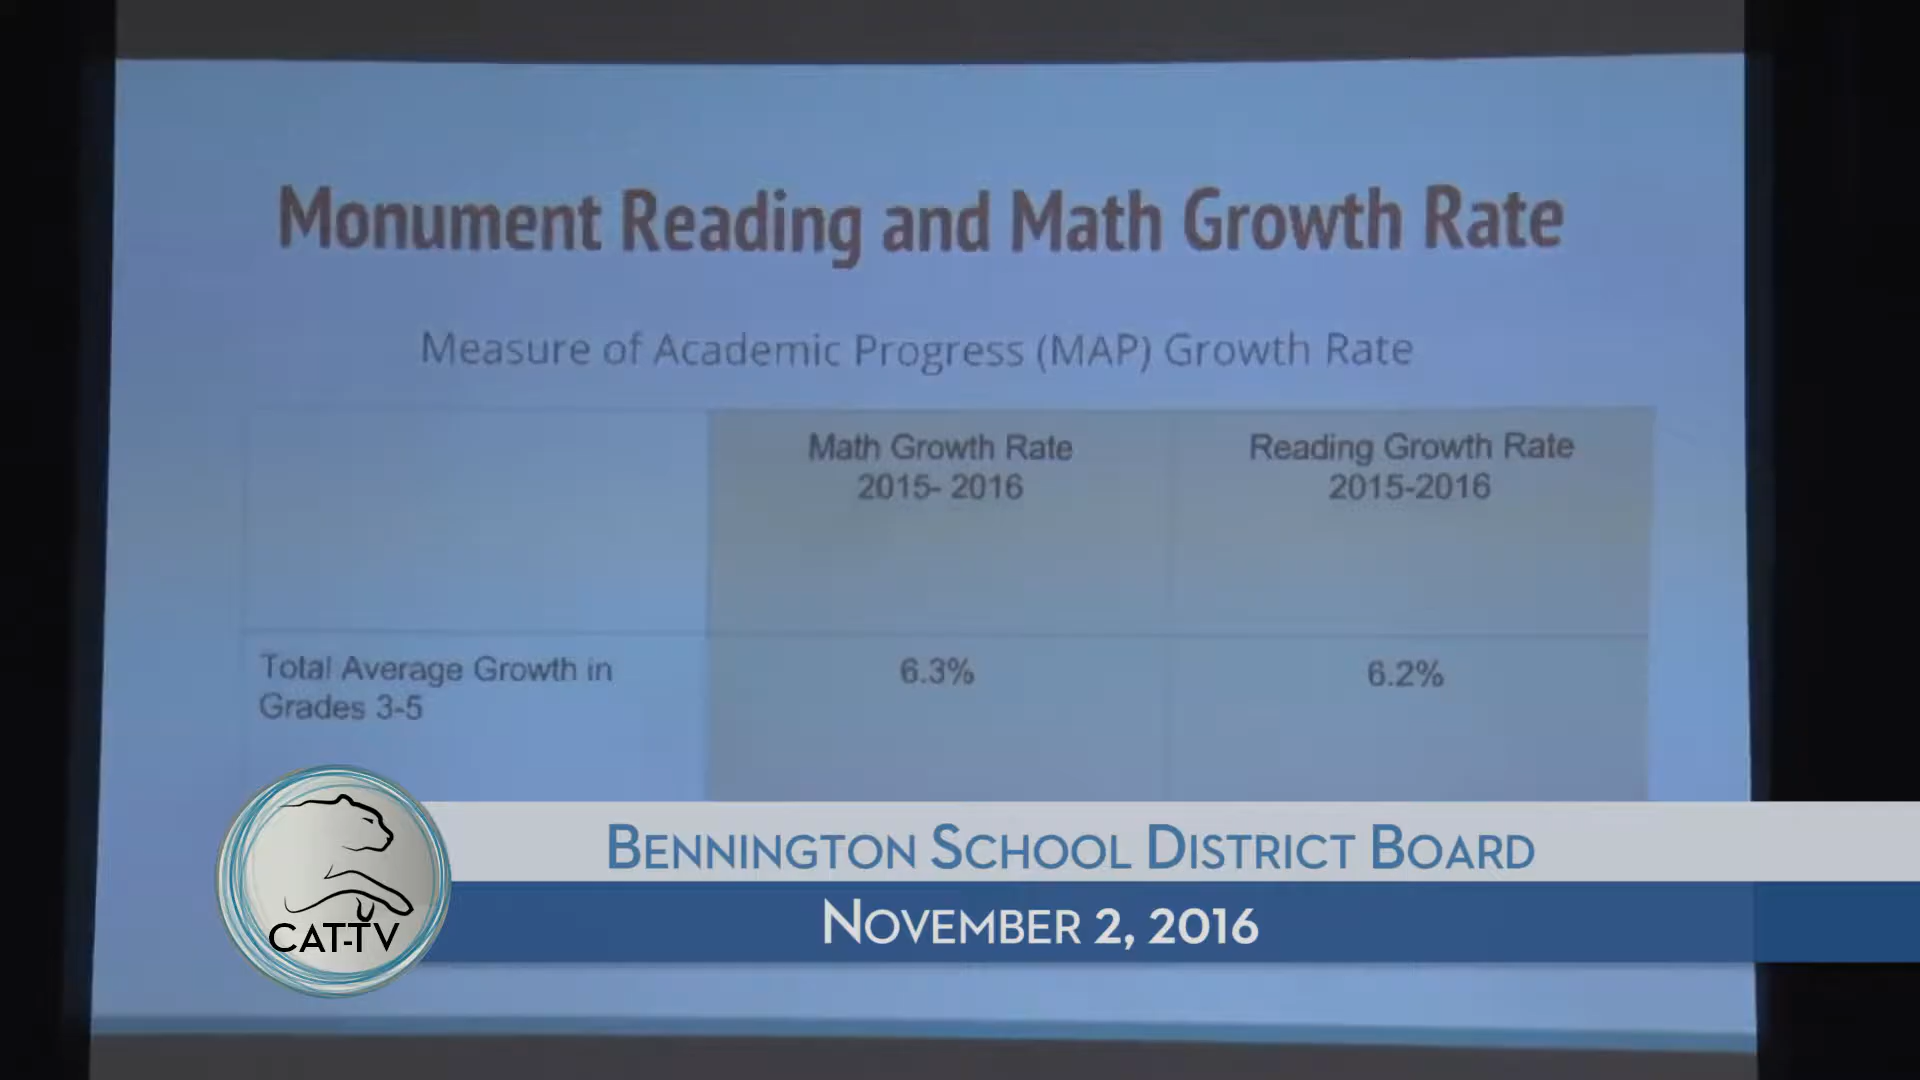 Monument Reading and Math Growth Rate
Measure of Academic Progress (MAP) Growth Rate
Math Growth Rate
2015- 2016
Reading Growth Rate
2015-2016
Total Average Growth in
Grades 3-5
6.3%
6.2%
BENNINGTON SCHOOL DISTRICT BOARD
NOVEMBER 2, 2016
CAT-TV